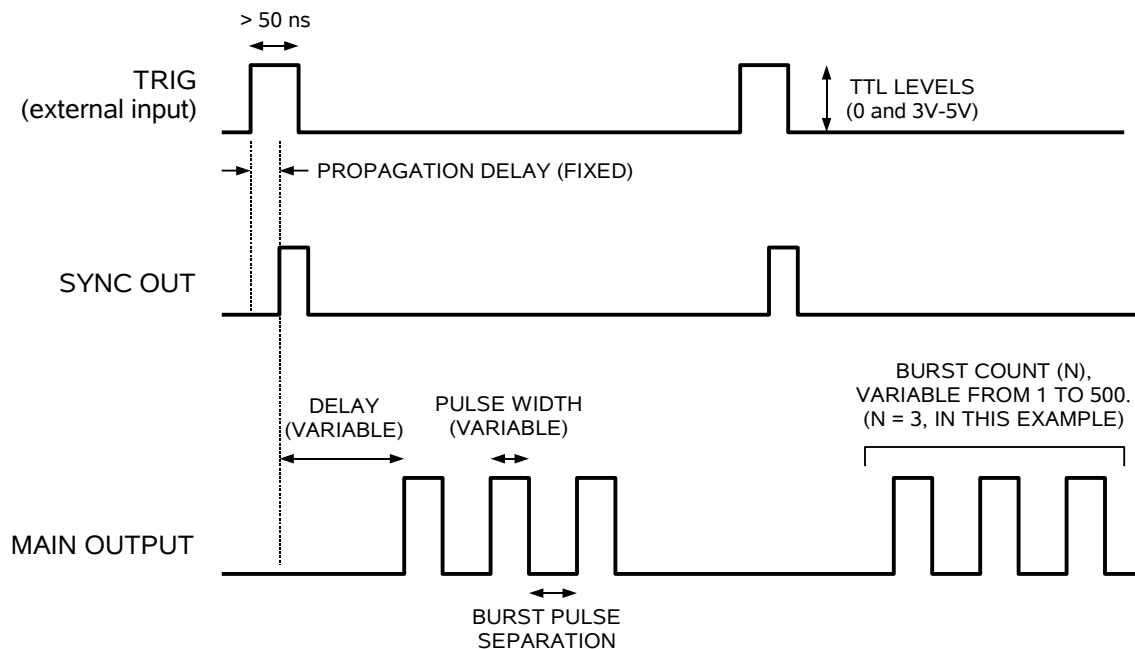 > 50 ns
TRIG
(external input)
TTL LEVELS
(0 and 3V-5V)
PROPAGATION DELAY (FIXED)
SYNC OUT
BURST COUNT (N),
VARIABLE FROM 1 TO 500.
(N = 3, IN THIS EXAMPLE)
DELAY
(VARIABLE)
PULSE WIDTH
(VARIABLE)
MAIN OUTPUT
BURST PULSE
SEPARATION